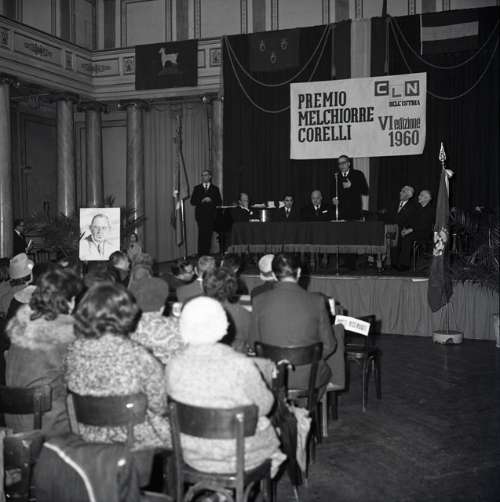 CLN
DELL'ISTRIA
PREMIO
MELCHIORRE
CORELLI
VI edizione
1960